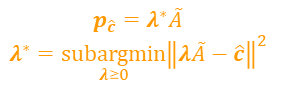 p_ĉ = λ*Ã
λ* = subargmin_{λ≥0} ‖λÃ − ĉ‖²